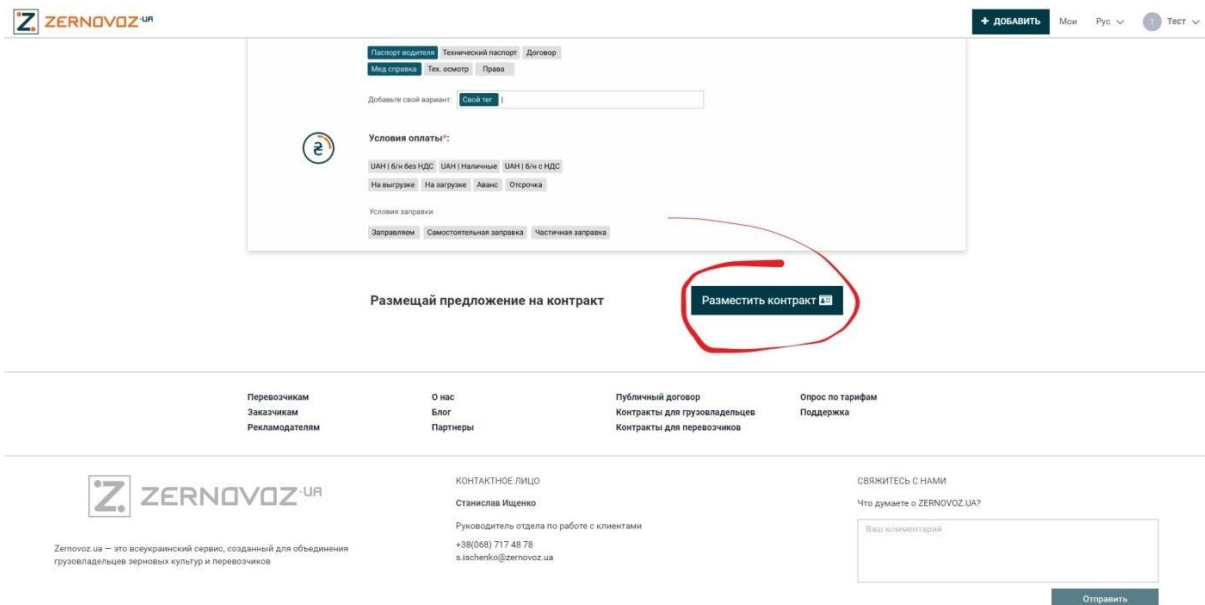 ZERNOVOZ.UA
+ ДОБАВИТЬ Мои Рус Т Тест
Паспорт водителя Технический паспорт Договор
Мед справка Тех. осмотр Права
Добавьте свой вариант: Свой тег
Условия оплаты*:
UAH | б/н без НДС UAH | Наличные UAH | б/н с НДС
На выгрузке На загрузке Аванс Отсрочка
Условия заправки
Заправляем Самостоятельная заправка Частичная заправка
Размещай предложение на контракт Разместить контракт
Перевозчикам О нас Публичный договор Опрос по тарифам
Заказчикам Блог Контракты для грузовладельцев Поддержка
Рекламодателям Партнеры Контракты для перевозчиков
ZERNOVOZ.UA
Zernovoz.ua — это всеукраинский сервис, созданный для объединения
грузовладельцев зерновых культур и перевозчиков
КОНТАКТНОЕ ЛИЦО
Станислав Ищенко
Руководитель отдела по работе с клиентами
+38(068) 717 48 78
s.ischenko@zernovoz.ua
СВЯЖИТЕСЬ С НАМИ
Что думаете о ZERNOVOZ.UA?
Ваш комментарий
Отправить